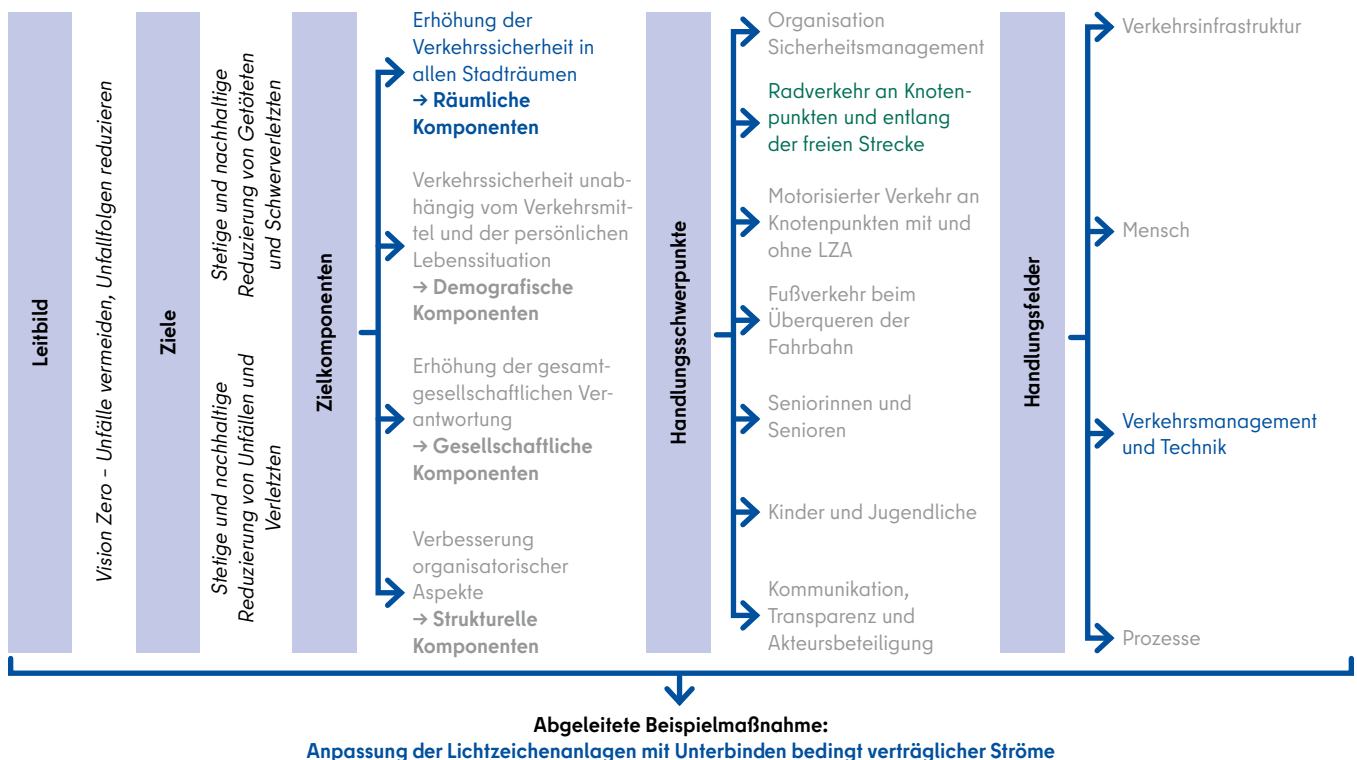 Leitbild
Vision Zero - Unfälle vermeiden, Unfallfolgen reduzieren
Ziele
Stetige und nachhaltige
Reduzierung von Getöteten
und Schwerverletzten
Stetige und nachhaltige
Reduzierung von Unfällen und
Verletzten
Zielkomponenten
Erhöhung der
Verkehrssicherheit in
allen Stadträumen
→ Räumliche
Komponenten
Verkehrssicherheit unab-
hängig vom Verkehrsmit-
tel und der persönlichen
Lebenssituation
→ Demografische
Komponenten
Erhöhung der gesamt-
gesellschaftlichen Ver-
antwortung
→ Gesellschaftliche
Komponenten
Verbesserung
organisatorischer
Aspekte
→ Strukturelle
Komponenten
Handlungsschwerpunkte
Organisation
Sicherheitsmanagement
Radverkehr an Knoten-
punkten und entlang
der freien Strecke
Motorisierter Verkehr an
Knotenpunkten mit und
ohne LZA
Fußverkehr beim
Überqueren der
Fahrbahn
Seniorinnen und
Senioren
Kinder und Jugendliche
Kommunikation,
Transparenz und
Akteursbeteiligung
Handlungsfelder
Verkehrsinfrastruktur
Mensch
Verkehrsmanagement
und Technik
Prozesse
Abgeleitete Beispielmaßnahme:
Anpassung der Lichtzeichenanlagen mit Unterbinden bedingt verträglicher Ströme